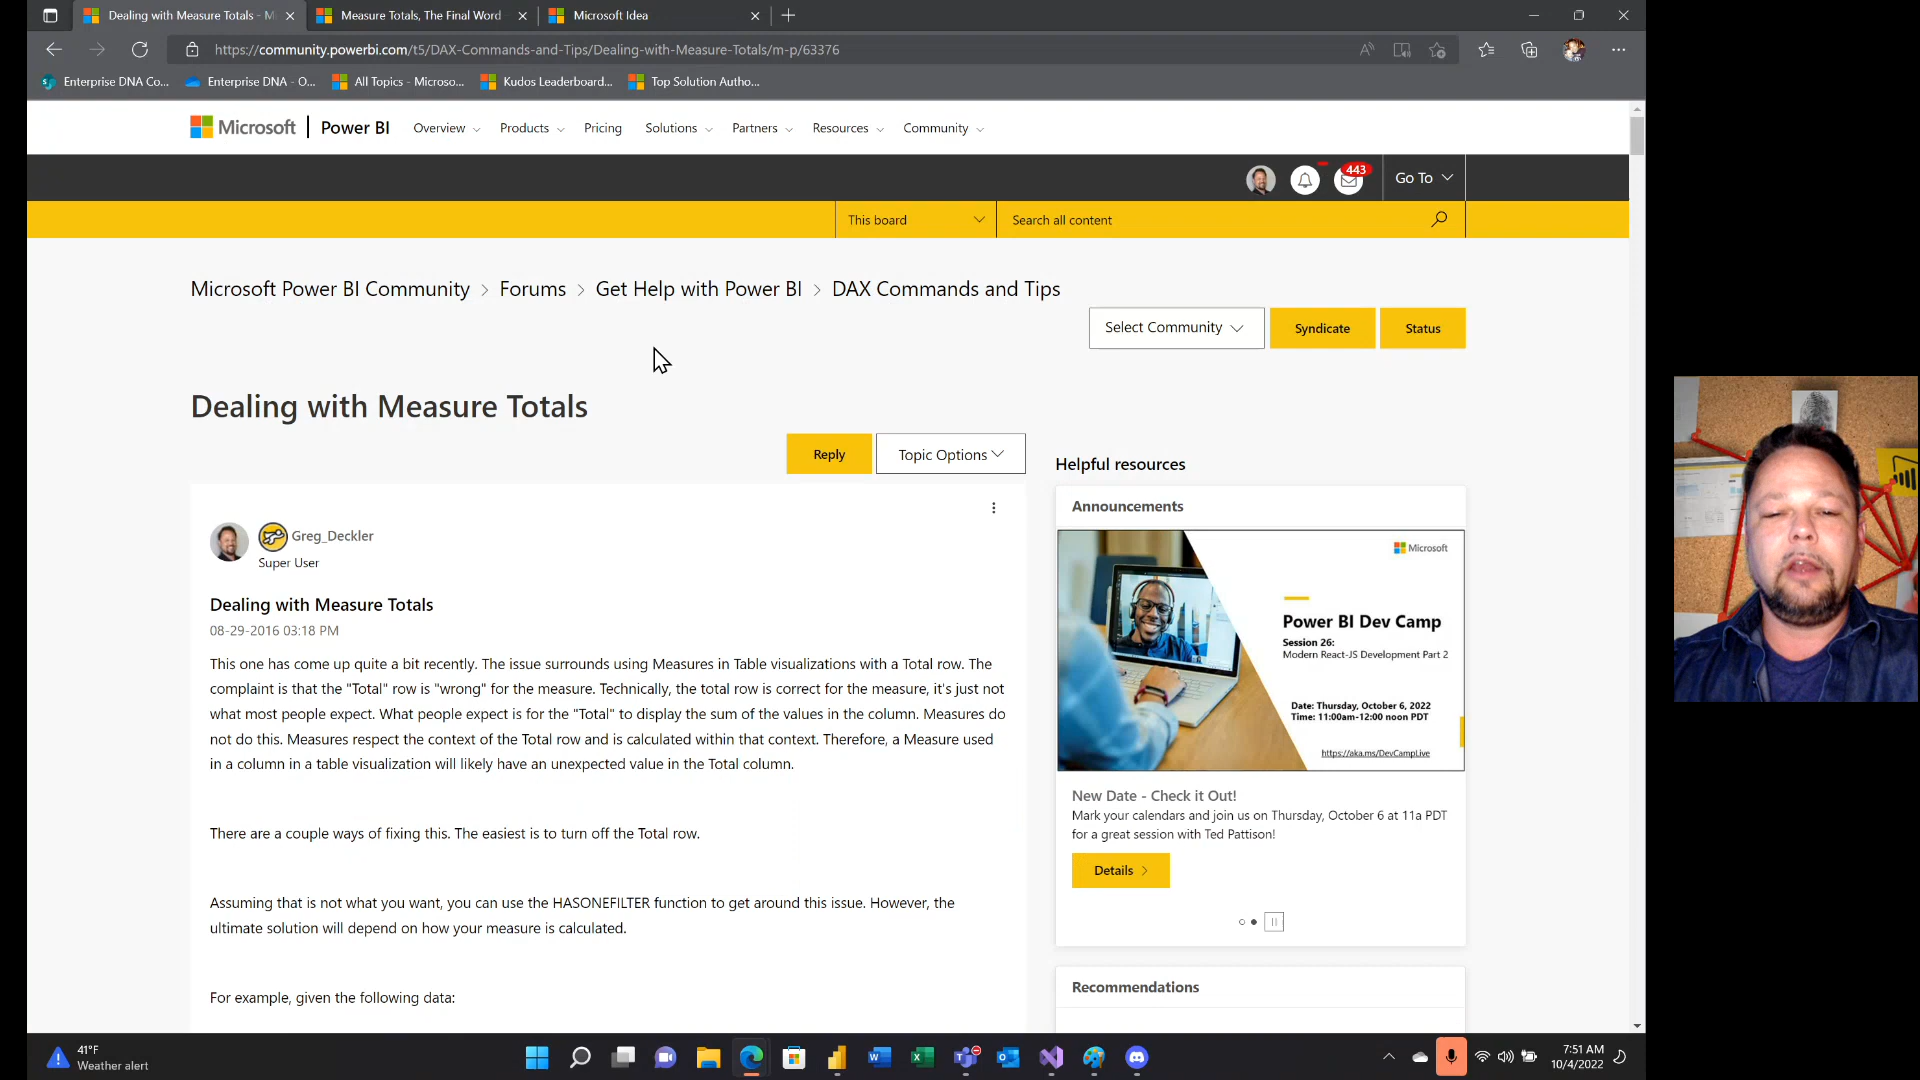 Dealing with Measure Totals - M
Measure Totals, The Final Word
Microsoft Idea
https://community.powerbi.com/t5/DAX-Commands-and-Tips/Dealing-with-Measure-Totals/m-p/63376
Enterprise DNA Co...
Enterprise DNA - O...
All Topics - Microso...
Kudos Leaderboard...
Top Solution Autho...
Microsoft
Power BI
Overview
Products
Pricing
Solutions
Partners
Resources
Community
443
Go To
This board
Search all content
Microsoft Power BI Community > Forums > Get Help with Power BI > DAX Commands and Tips
Select Community
Syndicate
Status
Dealing with Measure Totals
Reply
Topic Options
Greg_Deckler
Super User
Dealing with Measure Totals
08-29-2016 03:18 PM
This one has come up quite a bit recently. The issue surrounds using Measures in Table visualizations with a Total row. The
complaint is that the "Total" row is "wrong" for the measure. Technically, the total row is correct for the measure, it's just not
what most people expect. What people expect is for the "Total" to display the sum of the values in the column. Measures do
not do this. Measures respect the context of the Total row and is calculated within that context. Therefore, a Measure used
in a column in a table visualization will likely have an unexpected value in the Total column.
There are a couple ways of fixing this. The easiest is to turn off the Total row.
Assuming that is not what you want, you can use the HASONEFILTER function to get around this issue. However, the
ultimate solution will depend on how your measure is calculated.
For example, given the following data:
Helpful resources
Announcements
Microsoft
Power BI Dev Camp
Session 26:
Modern React-JS Development Part 2
Date: Thursday, October 6, 2022
Time: 11:00am-12:00 noon PDT
https://aka.ms/DevCampLive
New Date - Check it Out!
Mark your calendars and join us on Thursday, October 6 at 11a PDT
for a great session with Ted Pattison!
Details
Recommendations
41°F
Weather alert
7:51 AM
10/4/2022